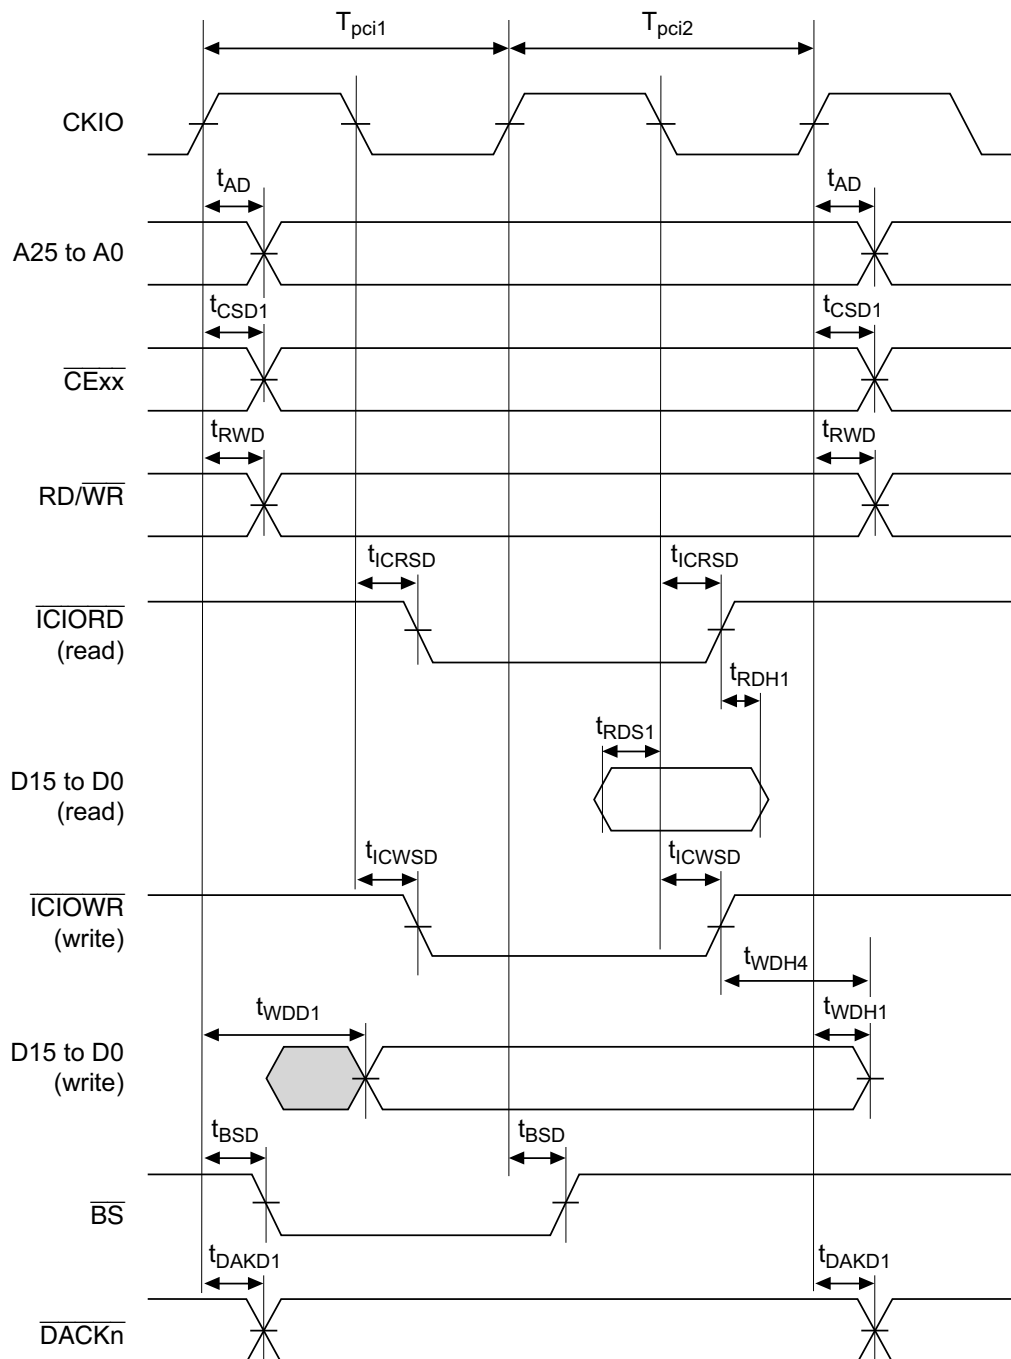 Tpci1 Tpci2
CKIO
tAD tAD
A25 to A0
tCSD1 tCSD1
CExx
tRWD tRWD
RD/WR
tICRSD tICRSD
ICIORD
(read)
tRDH1
tRDS1
D15 to D0
(read)
tICWSD tICWSD
ICIOWR
(write)
tWDH4
tWDD1 tWDH1
D15 to D0
(write)
tBSD tBSD
BS
tDAKD1 tDAKD1
DACKn